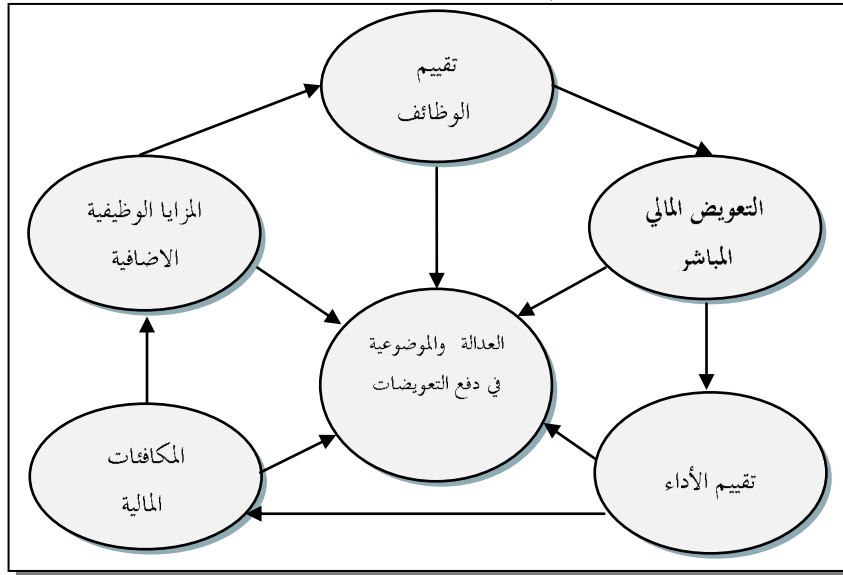 تقييم
الوظائف
المزايا الوظيفية
الاضافية
التعويض المالي
المباشر
العدالة والموضوعية
في دفع التعويضات
المكافئات
المالية
تقييم الأداء